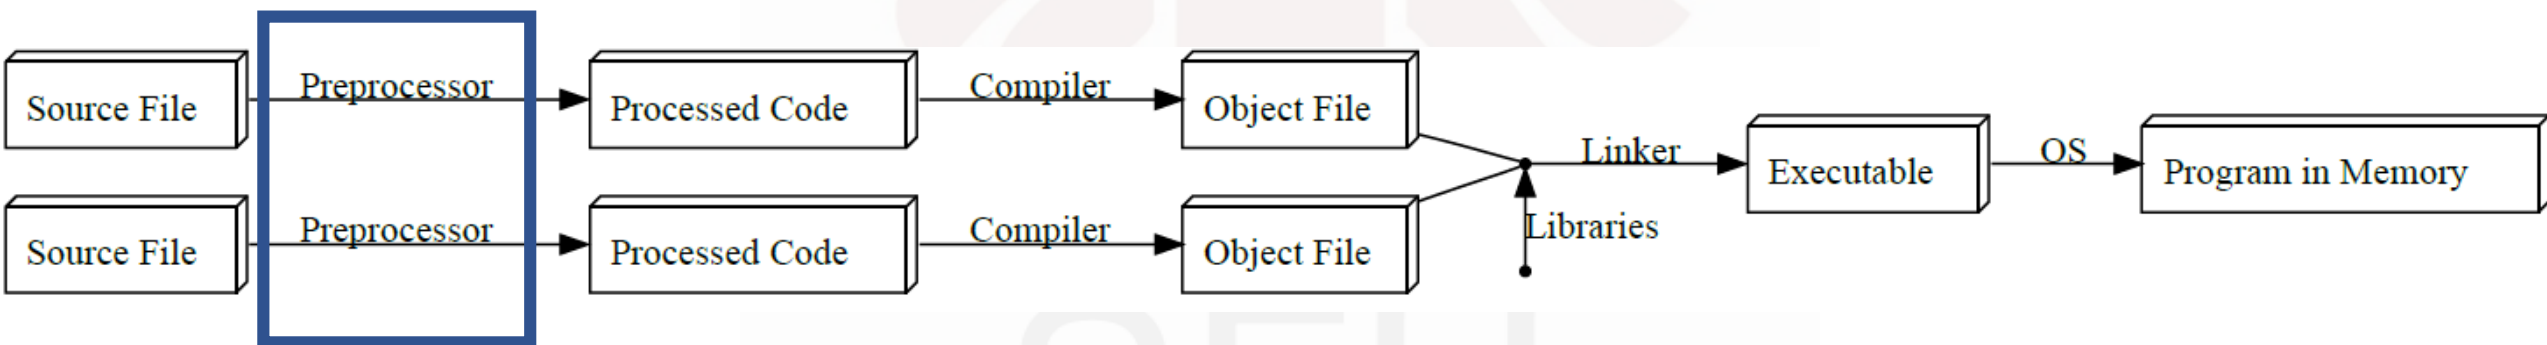 Source File
Preprocessor
Processed Code
Compiler
Object File
Source File
Preprocessor
Processed Code
Compiler
Object File
Libraries
Linker
Executable
OS
Program in Memory